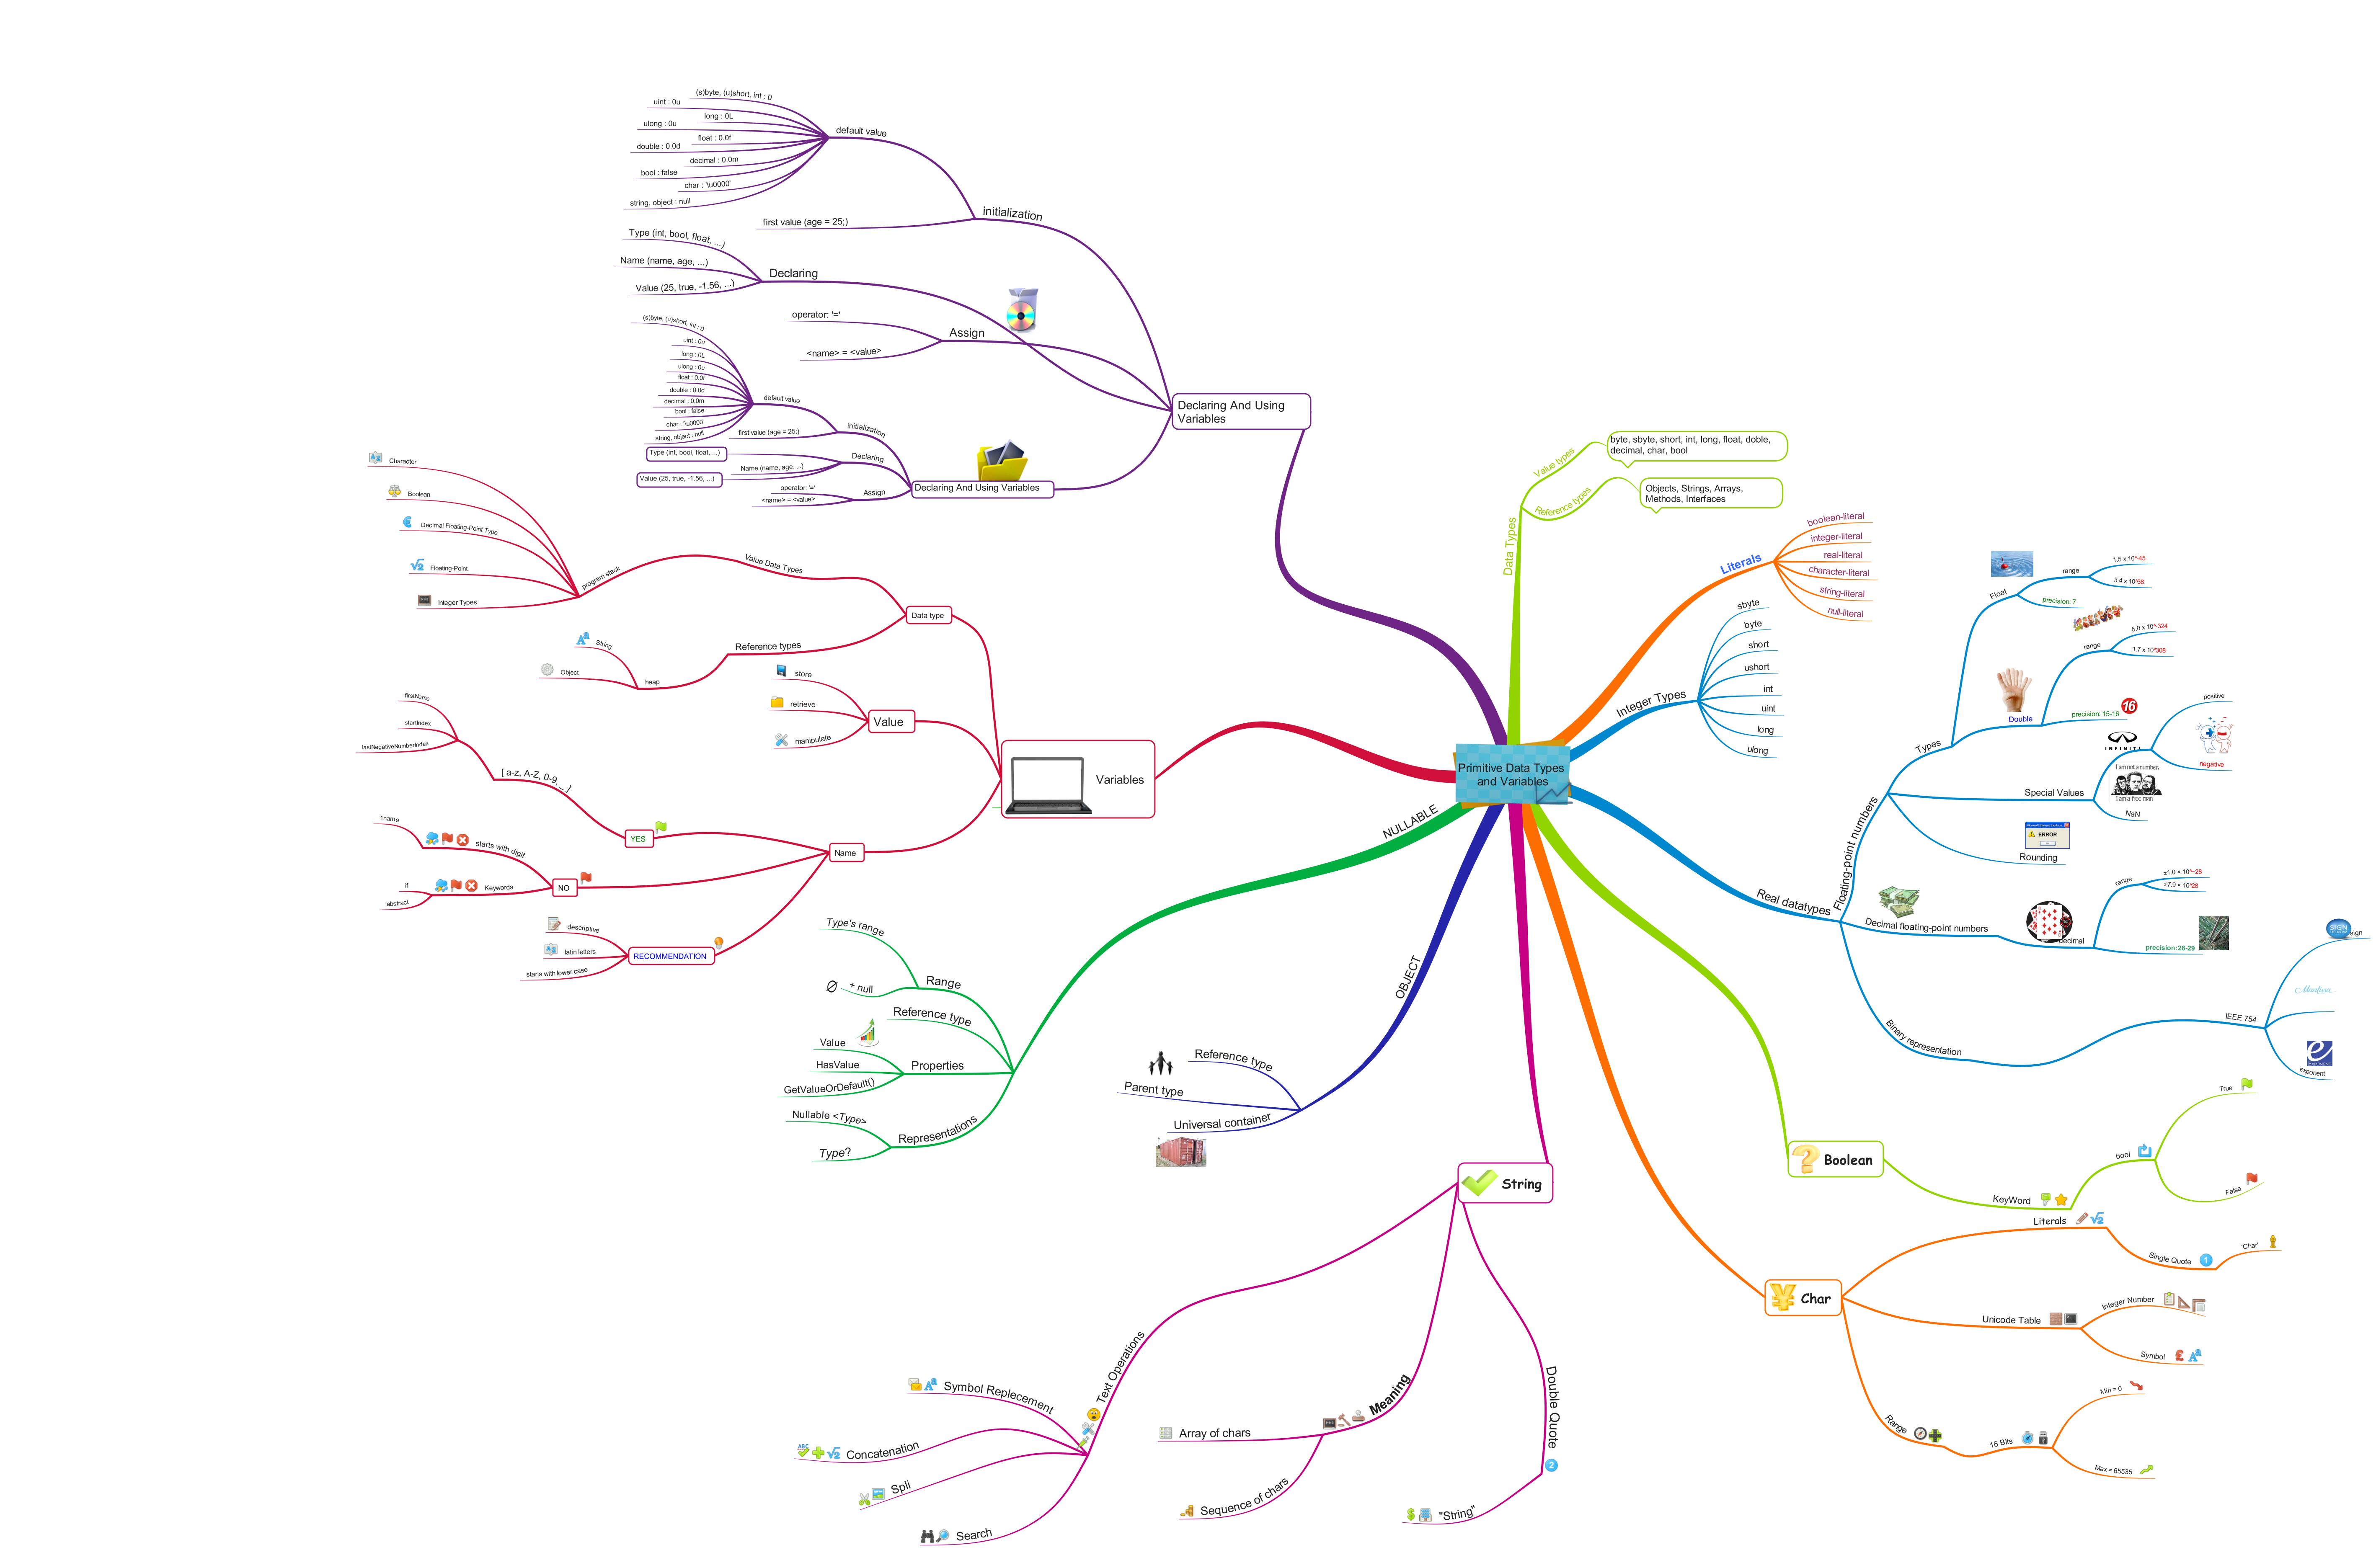 Primitive Data Types
and Variables
Declaring And Using
Variables
initialization
default value
(s)byte, (u)short, int : 0
uint : 0u
long : 0L
ulong : 0u
float : 0.0f
double : 0.0d
decimal : 0.0m
bool : false
char : '\u0000'
string, object : null
first value (age = 25;)
Declaring
Type (int, bool, float, ...)
Name (name, age, ...)
Value (25, true, -1.56, ...)
Assign
operator: '='
<name> = <value>
Declaring And Using Variables
initialization
default value
(s)byte, (u)short, int : 0
uint : 0u
long : 0L
ulong : 0u
float : 0.0f
double : 0.0d
decimal : 0.0m
bool : false
char : '\u0000'
string, object : null
first value (age = 25;)
Declaring
Type (int, bool, float, ...)
Name (name, age, ..)
Value (25, true, -1.56, ...)
Assign
operator: '='
<name> = <value>
Variables
Data type
Value Data Types
program stack
Character
Boolean
Decimal Floating-Point Type
Floating-Point
Integer Types
Reference types
heap
String
Object
Value
store
retrieve
manipulate
Name
YES
[ a-z, A-Z, 0-9, _ ]
firstName
startIndex
lastNegativeNumberIndex
NO
starts with digit
1name
Keywords
if
abstract
RECOMMENDATION
descriptive
latin letters
starts with lower case
NULLABLE
Range
Type's range
+ null
Reference type
Properties
Value
HasValue
GetValueOrDefault()
Representations
Nullable <Type>
Type?
OBJECT
Reference type
Parent type
Universal container
String
Text Operations
Symbol Replecement
Concatenation
Spli
Search
Meaning
Array of chars
Sequence of chars
Double Quote
2
"String"
Data Types
Value types
byte, sbyte, short, int, long, float, doble,
decimal, char, bool
Reference types
Objects, Strings, Arrays,
Methods, Interfaces
Literals
boolean-literal
integer-literal
real-literal
character-literal
string-literal
null-literal
Integer Types
sbyte
byte
short
ushort
int
uint
long
ulong
Real datatypes
Floating-point numbers
Types
Float
range
1.5 x 10^-45
3.4 x 10^38
precision: 7
Double
range
5.0 x 10^-324
1.7 x 10^308
precision: 15-16
16
Special Values
INFINITI
positive
negative
I am not a number.
I am a free man
NaN
Rounding
ERROR
Decimal floating-point numbers
decimal
range
±1.0 × 10^-28
±7.9 × 10^28
precision: 28-29
Binary representation
IEEE 754
SIGN
sign
Mantissa
exponent
Boolean
KeyWord
bool
True
False
Char
Literals
Single Quote
1
'Char'
Unicode Table
Integer Number
Symbol
Range
16 BIts
Min = 0
Max = 65535